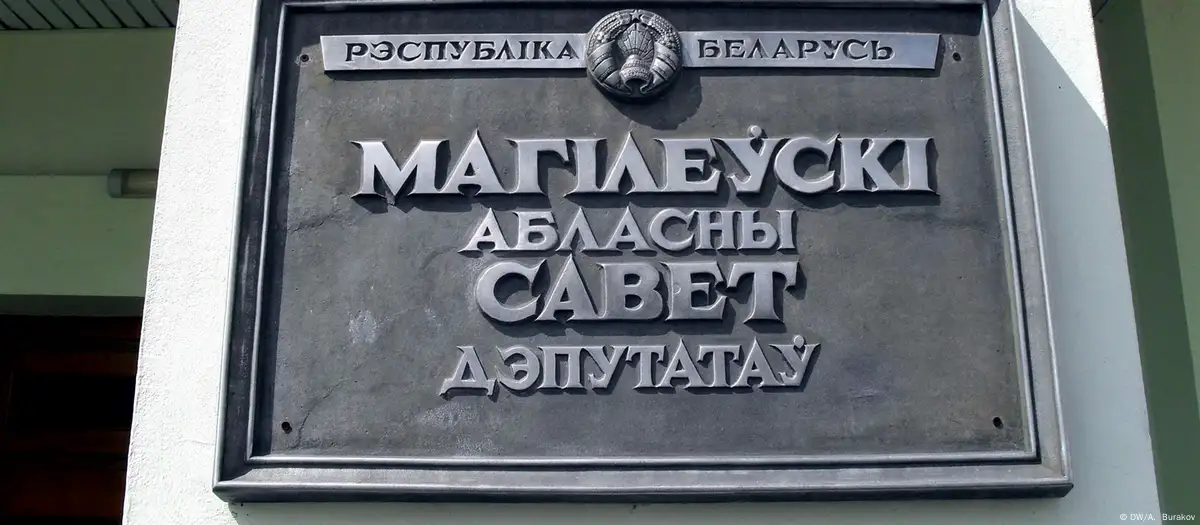 РЭСПУБЛІКА БЕЛАРУСЬ
МАГІЛЕЎСКІ
АБЛАСНЫ
САВЕТ
ДЭПУТАТАЎ
© DW/A. Burakov